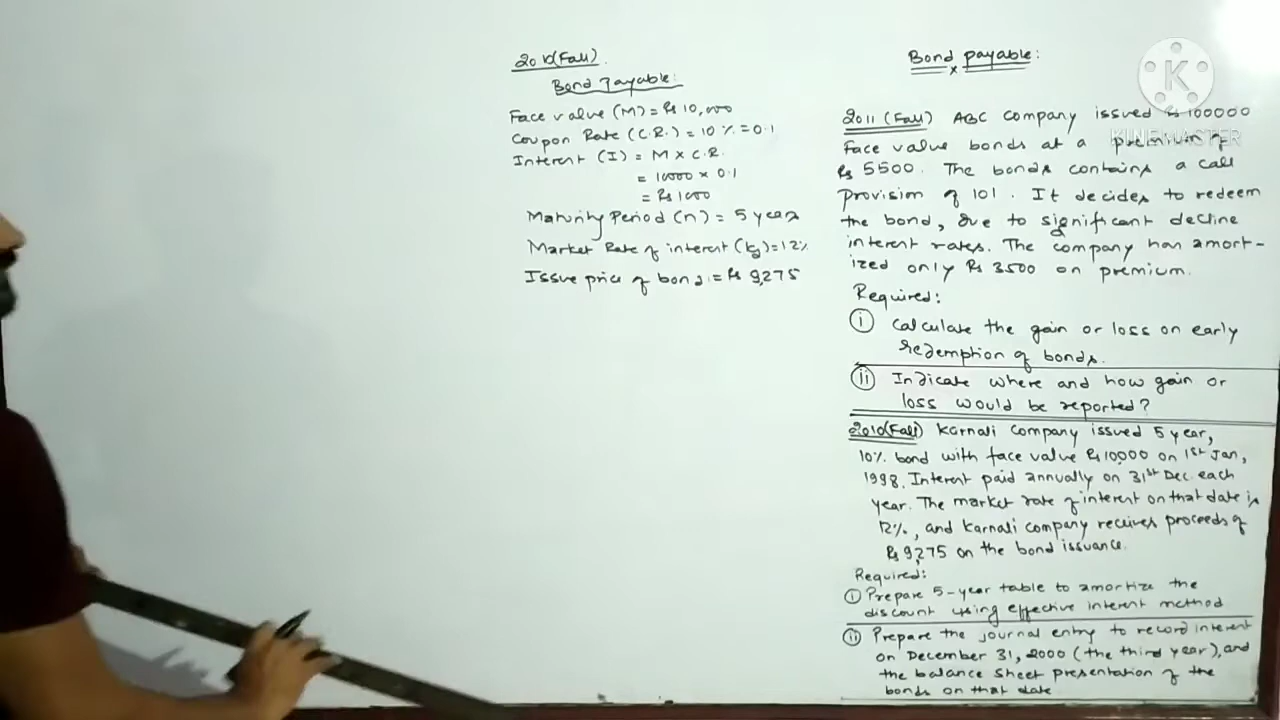 2010(Fall).
Bond Payable:
Face value (M) = Rs 10,000
Coupon Rate (C.R.) = 10% = 0.1
Interest (I) = M x C.R.
= 10000 x 0.1
= Rs 1000
Maturity Period (n) = 5 years
Market Rate of interest (kd) = 12%
Issue price of bond = Rs 9,275
Bond payable:
x
2011 (Fall) ABC company issued Rs 100000
Face value bonds at a premium of
Rs 5500. The bonds contains a call
Provision of 101. It decides to redeem
the bond, due to significant decline
interest rates. The company has amort-
ized only Rs 3500 on premium.
Required:
i Calculate the gain or loss on early
redemption of bonds.
ii Indicate where and how gain or
loss would be reported?
2010(Fall) Karnali company issued 5 year,
10% bond with face value Rs 10,000 on 1st Jan,
1998. Interest paid annually on 31st Dec. each
year. The market rate of interest on that date is
12%, and Karnali company receives proceeds of
Rs 9,275 on the bond issuance.
Required:
i Prepare 5-year table to amortize the
discount using effective interest method
ii Prepare the journal entry to record interest
on December 31, 2000 (the third year), and
the balance sheet presentation of the
bonds on that date
K
KINEMASTER